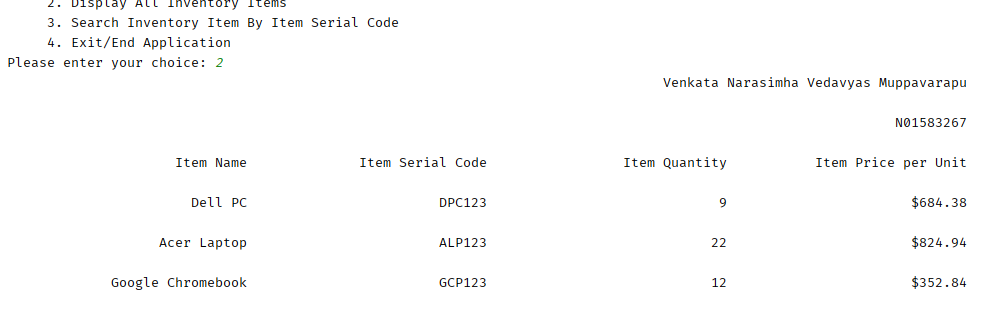 2. Display All Inventory Items
3. Search Inventory Item By Item Serial Code
4. Exit/End Application
Please enter your choice: 2
Venkata Narasimha Vedavyas Muppavarapu
N01583267
Item Name Item Serial Code Item Quantity Item Price per Unit
Dell PC DPC123 9 $684.38
Acer Laptop ALP123 22 $824.94
Google Chromebook GCP123 12 $352.84